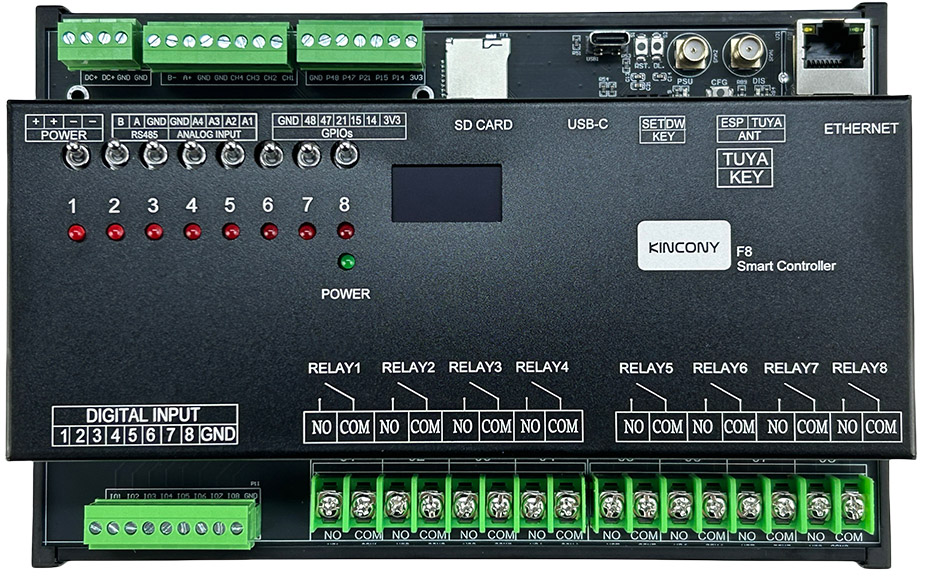 DC+ DC+ GND GND
B- A+ GND GND CH4 CH3 CH2 CH1
GND P48 P47 P21 P15 P14 3V3
TF1
USB1
RST. DL.
PSU
CFG
DIS
+ + - -
POWER
B A GND GND A4 A3 A2 A1
RS485 ANALOG INPUT
GND 48 47 21 15 14 3V3
GPIOs
SD CARD
USB-C
SET DW
KEY
ESP TUYA
ANT
ETHERNET
TUYA
KEY
1 2 3 4 5 6 7 8
POWER
KINCONY
F8
Smart Controller
RELAY1 RELAY2 RELAY3 RELAY4 RELAY5 RELAY6 RELAY7 RELAY8
NO COM NO COM NO COM NO COM NO COM NO COM NO COM NO COM
DIGITAL INPUT
1 2 3 4 5 6 7 8 GND
P11
IO1 IO2 IO3 IO4 IO5 IO6 IO7 IO8 GND
NO COM NO COM NO COM NO COM NO COM NO COM NO COM NO COM